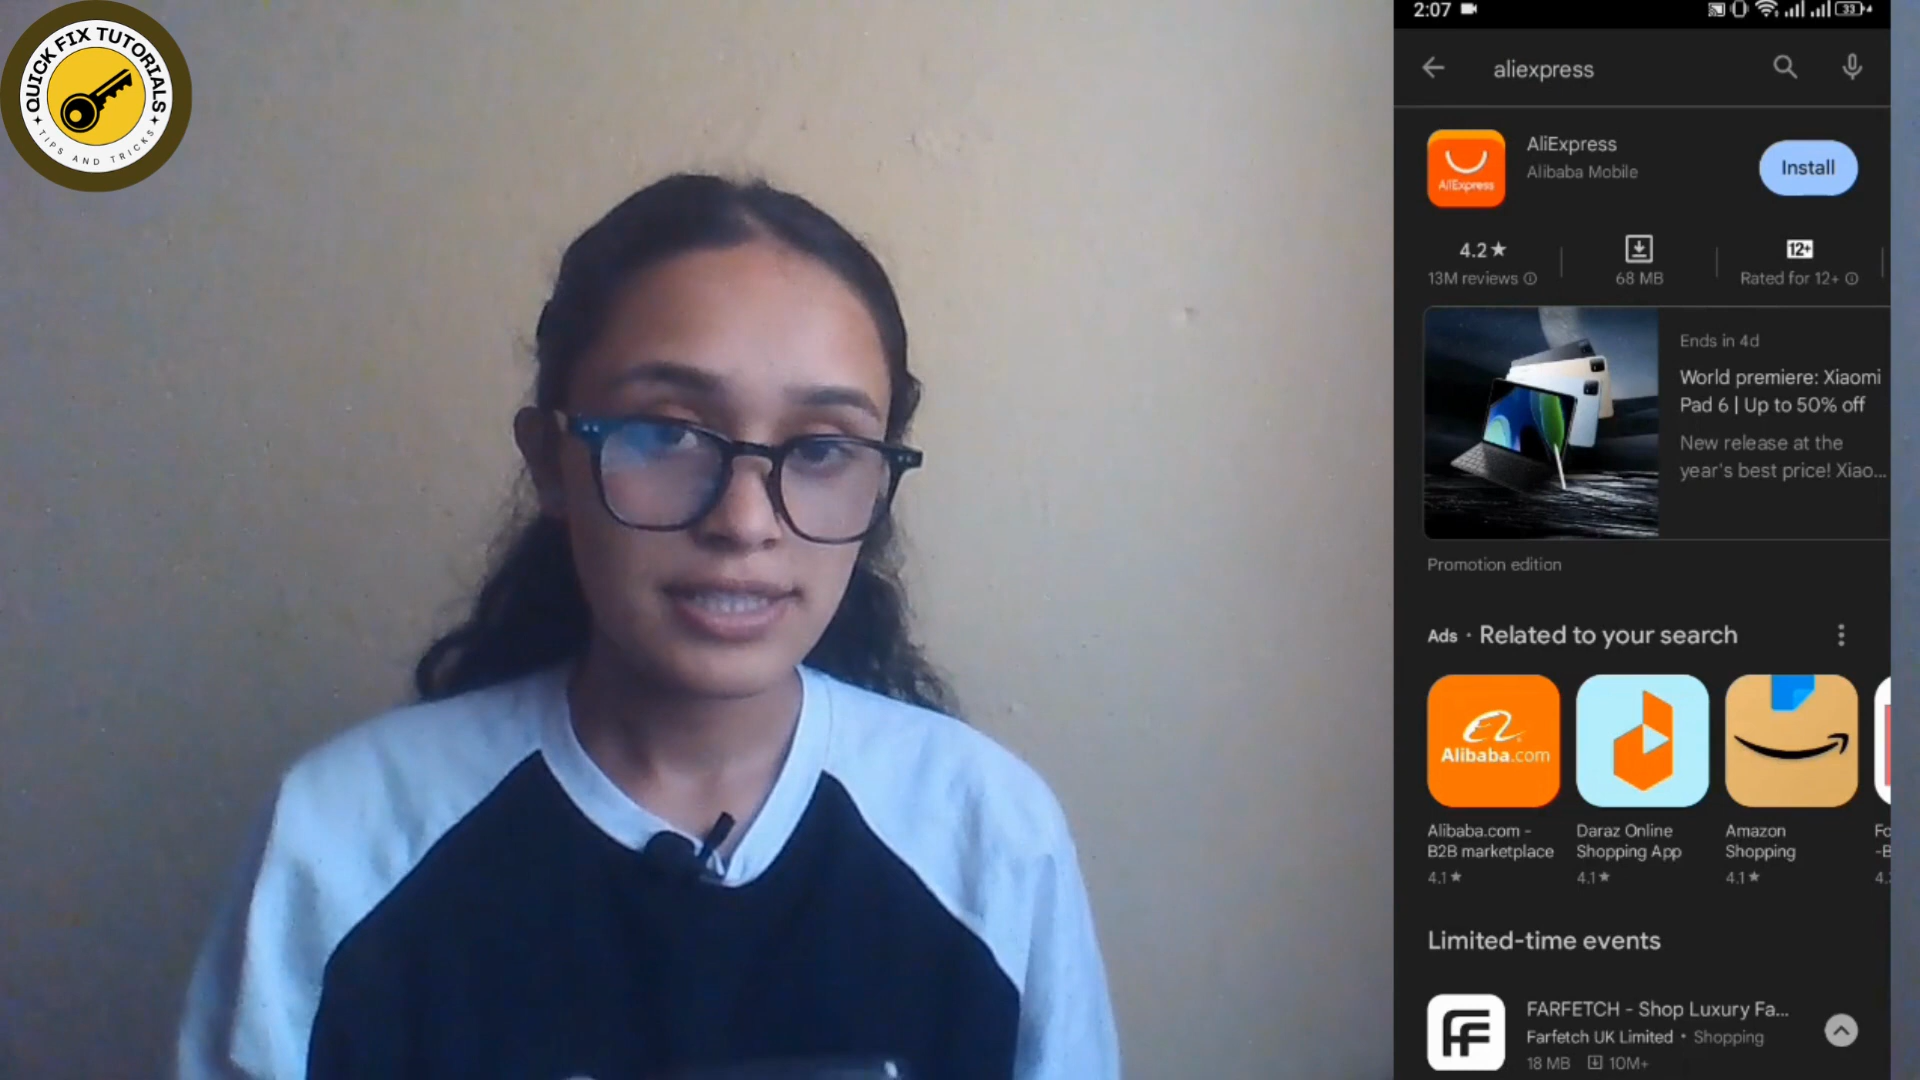 QUICK FIX TUTORIALS
TIPS AND TRICKS
2:07
33
aliexpress
AliExpress
AliExpress
Alibaba Mobile
Install
4.2★
13M reviews
68 MB
12+
Rated for 12+
Ends in 4d
World premiere: Xiaomi
Pad 6 | Up to 50% off
New release at the
year's best price! Xiao...
Promotion edition
Ads · Related to your search
Alibaba.com
Alibaba.com -
B2B marketplace
4.1★
Daraz Online
Shopping App
4.1★
Amazon
Shopping
4.1★
Limited-time events
FARFETCH - Shop Luxury Fa...
Farfetch UK Limited • Shopping
18 MB 10M+